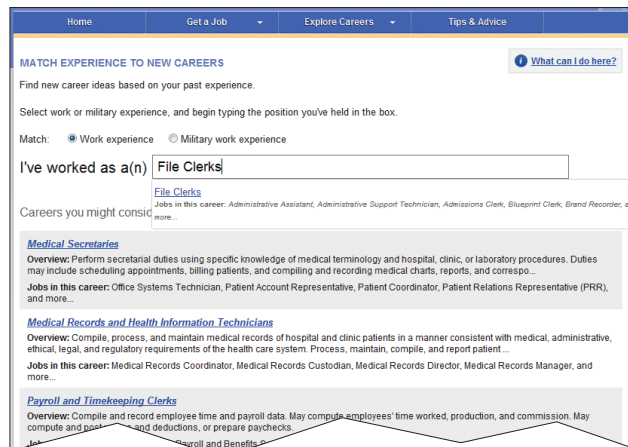 Home Get a Job Explore Careers Tips & Advice
MATCH EXPERIENCE TO NEW CAREERS
What can I do here?
Find new career ideas based on your past experience.
Select work or military experience, and begin typing the position you've held in the box.
Match: Work experience Military work experience
I've worked as a(n) File Clerks
File Clerks
Jobs in this career: Administrative Assistant, Administrative Support Technician, Admissions Clerk, Blueprint Clerk, Brand Recorder,
more...
Careers you might consid
Medical Secretaries
Overview: Perform secretarial duties using specific knowledge of medical terminology and hospital, clinic, or laboratory procedures. Duties
may include scheduling appointments, billing patients, and compiling and recording medical charts, reports, and correspo...
Jobs in this career: Office Systems Technician, Patient Account Representative, Patient Coordinator, Patient Relations Representative (PRR),
and more...
Medical Records and Health Information Technicians
Overview: Compile, process, and maintain medical records of hospital and clinic patients in a manner consistent with medical, administrative,
ethical, legal, and regulatory requirements of the health care system. Process, maintain, compile, and report patient ...
Jobs in this career: Medical Records Coordinator, Medical Records Custodian, Medical Records Director, Medical Records Manager, and
more...
Payroll and Timekeeping Clerks
Overview: Compile and record employee time and payroll data. May compute employees' time worked, production, and commission. May
compute and post and deductions, or prepare paychecks.
Payroll and Benefits